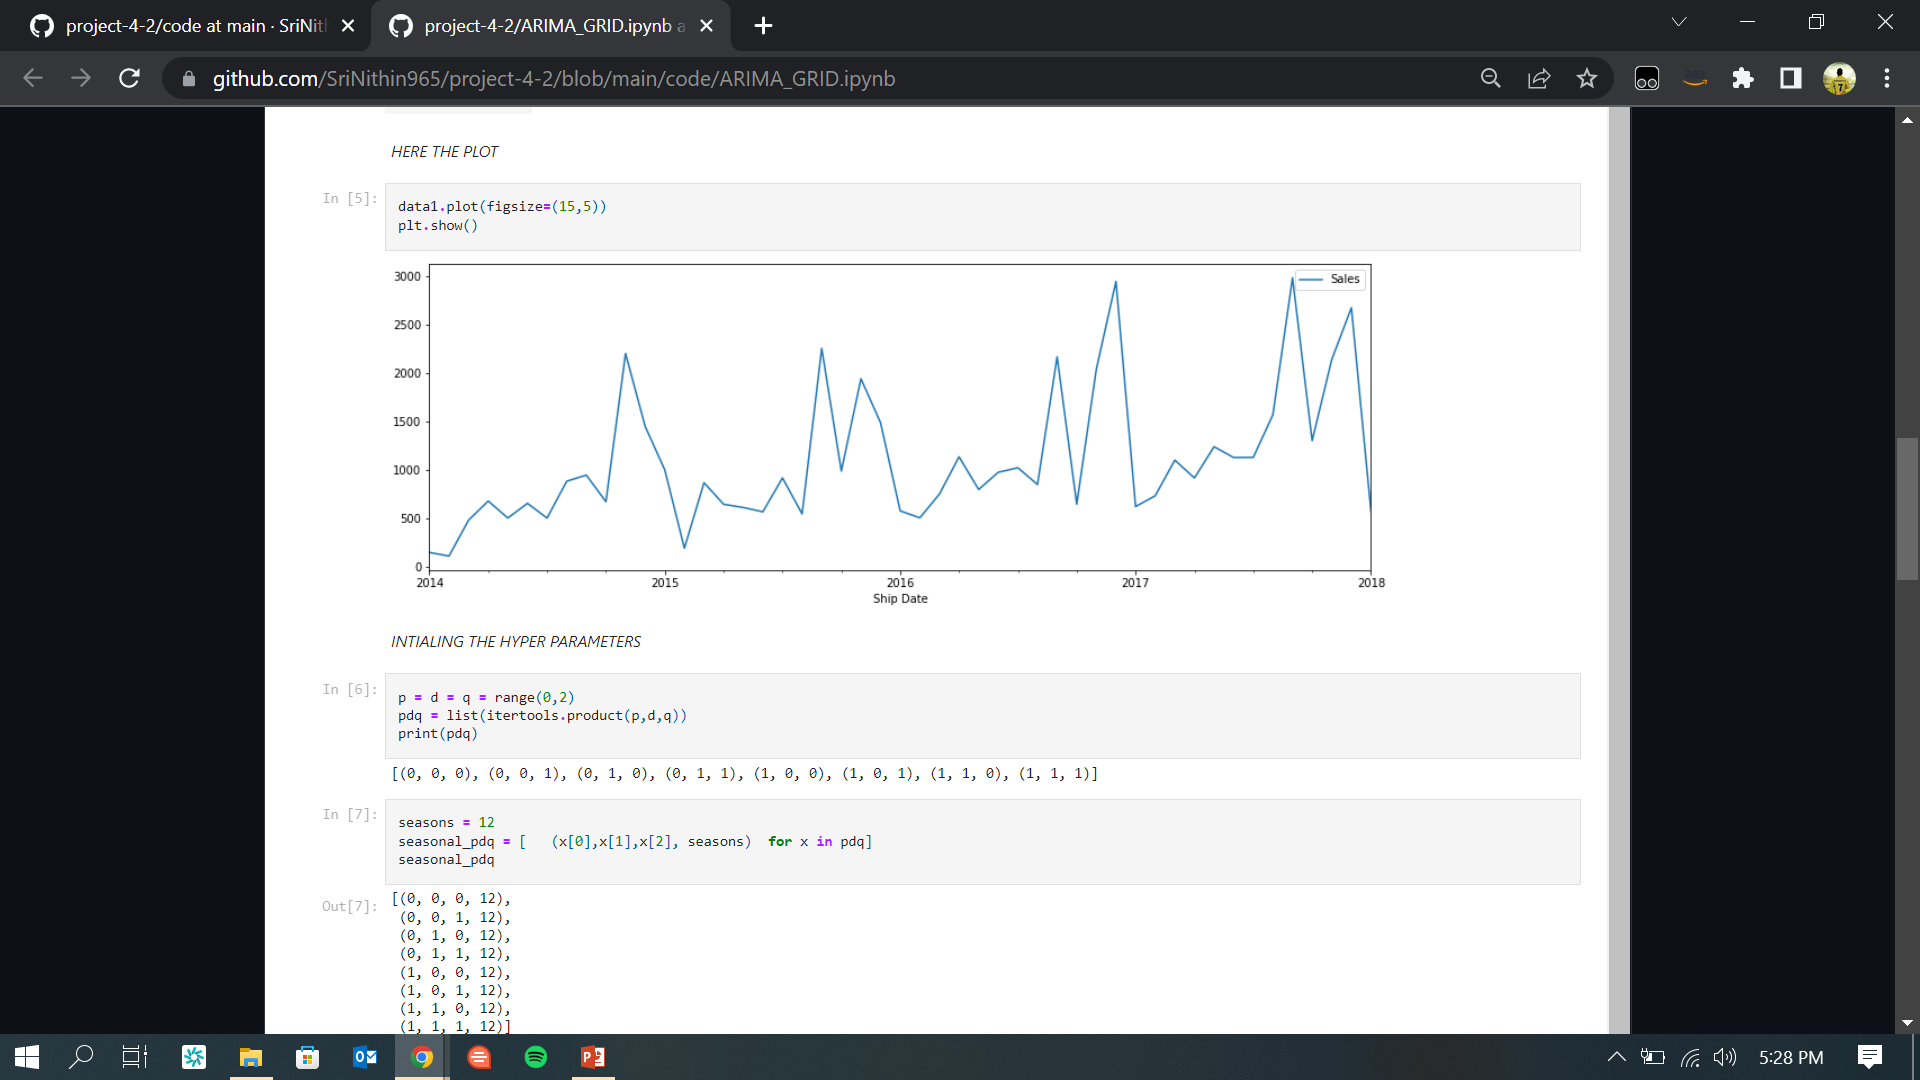 project-4-2/code at main · SriNith
project-4-2/ARIMA_GRID.ipynb a
github.com/SriNithin965/project-4-2/blob/main/code/ARIMA_GRID.ipynb
HERE THE PLOT
In [5]:
data1.plot(figsize=(15,5))
plt.show()
3000
2500
2000
1500
1000
500
0
Sales
2014
2015
2016
2017
2018
Ship Date
INTIALING THE HYPER PARAMETERS
In [6]:
p = d = q = range(0,2)
pdq = list(itertools.product(p,d,q))
print(pdq)
[(0, 0, 0), (0, 0, 1), (0, 1, 0), (0, 1, 1), (1, 0, 0), (1, 0, 1), (1, 1, 0), (1, 1, 1)]
In [7]:
seasons = 12
seasonal_pdq = [   (x[0],x[1],x[2], seasons)  for x in pdq]
seasonal_pdq
Out[7]:
[(0, 0, 0, 12),
(0, 0, 1, 12),
(0, 1, 0, 12),
(0, 1, 1, 12),
(1, 0, 0, 12),
(1, 0, 1, 12),
(1, 1, 0, 12),
(1, 1, 1, 12)]
5:28 PM